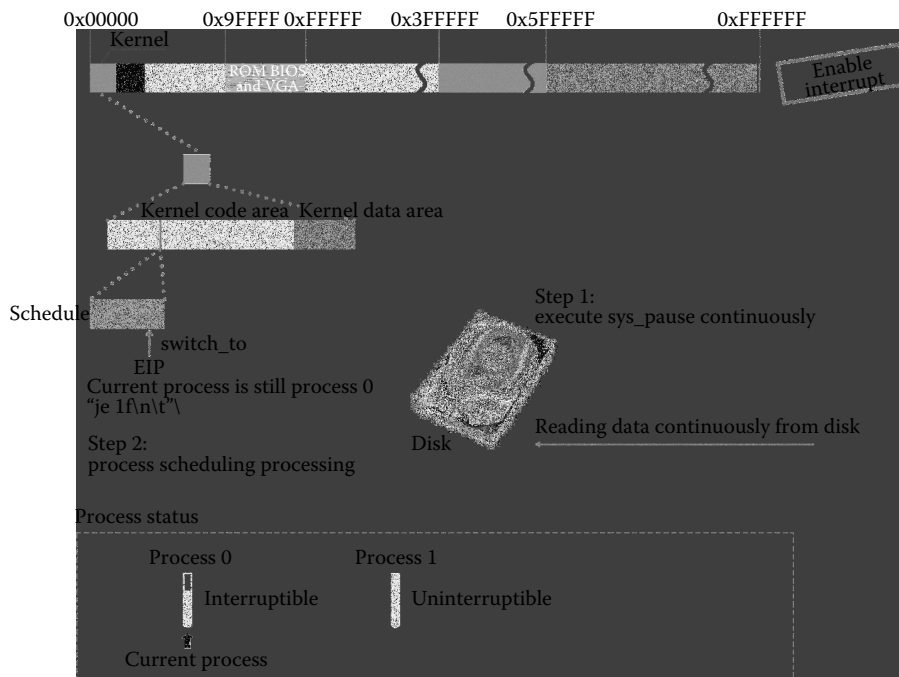 0x00000 0x9FFFF 0xFFFFF 0x3FFFFF 0x5FFFFF 0xFFFFFF
Kernel
ROM BIOS
and VGA
Enable
interrupt
Kernel code area Kernel data area
Schedule
Step 1:
execute sys_pause continuously
switch_to
EIP
Current process is still process 0
“je 1f\n\t”\
Step 2:
process scheduling processing
Disk
Reading data continuously from disk
Process status
Process 0 Process 1
Interruptible Uninterruptible
Current process